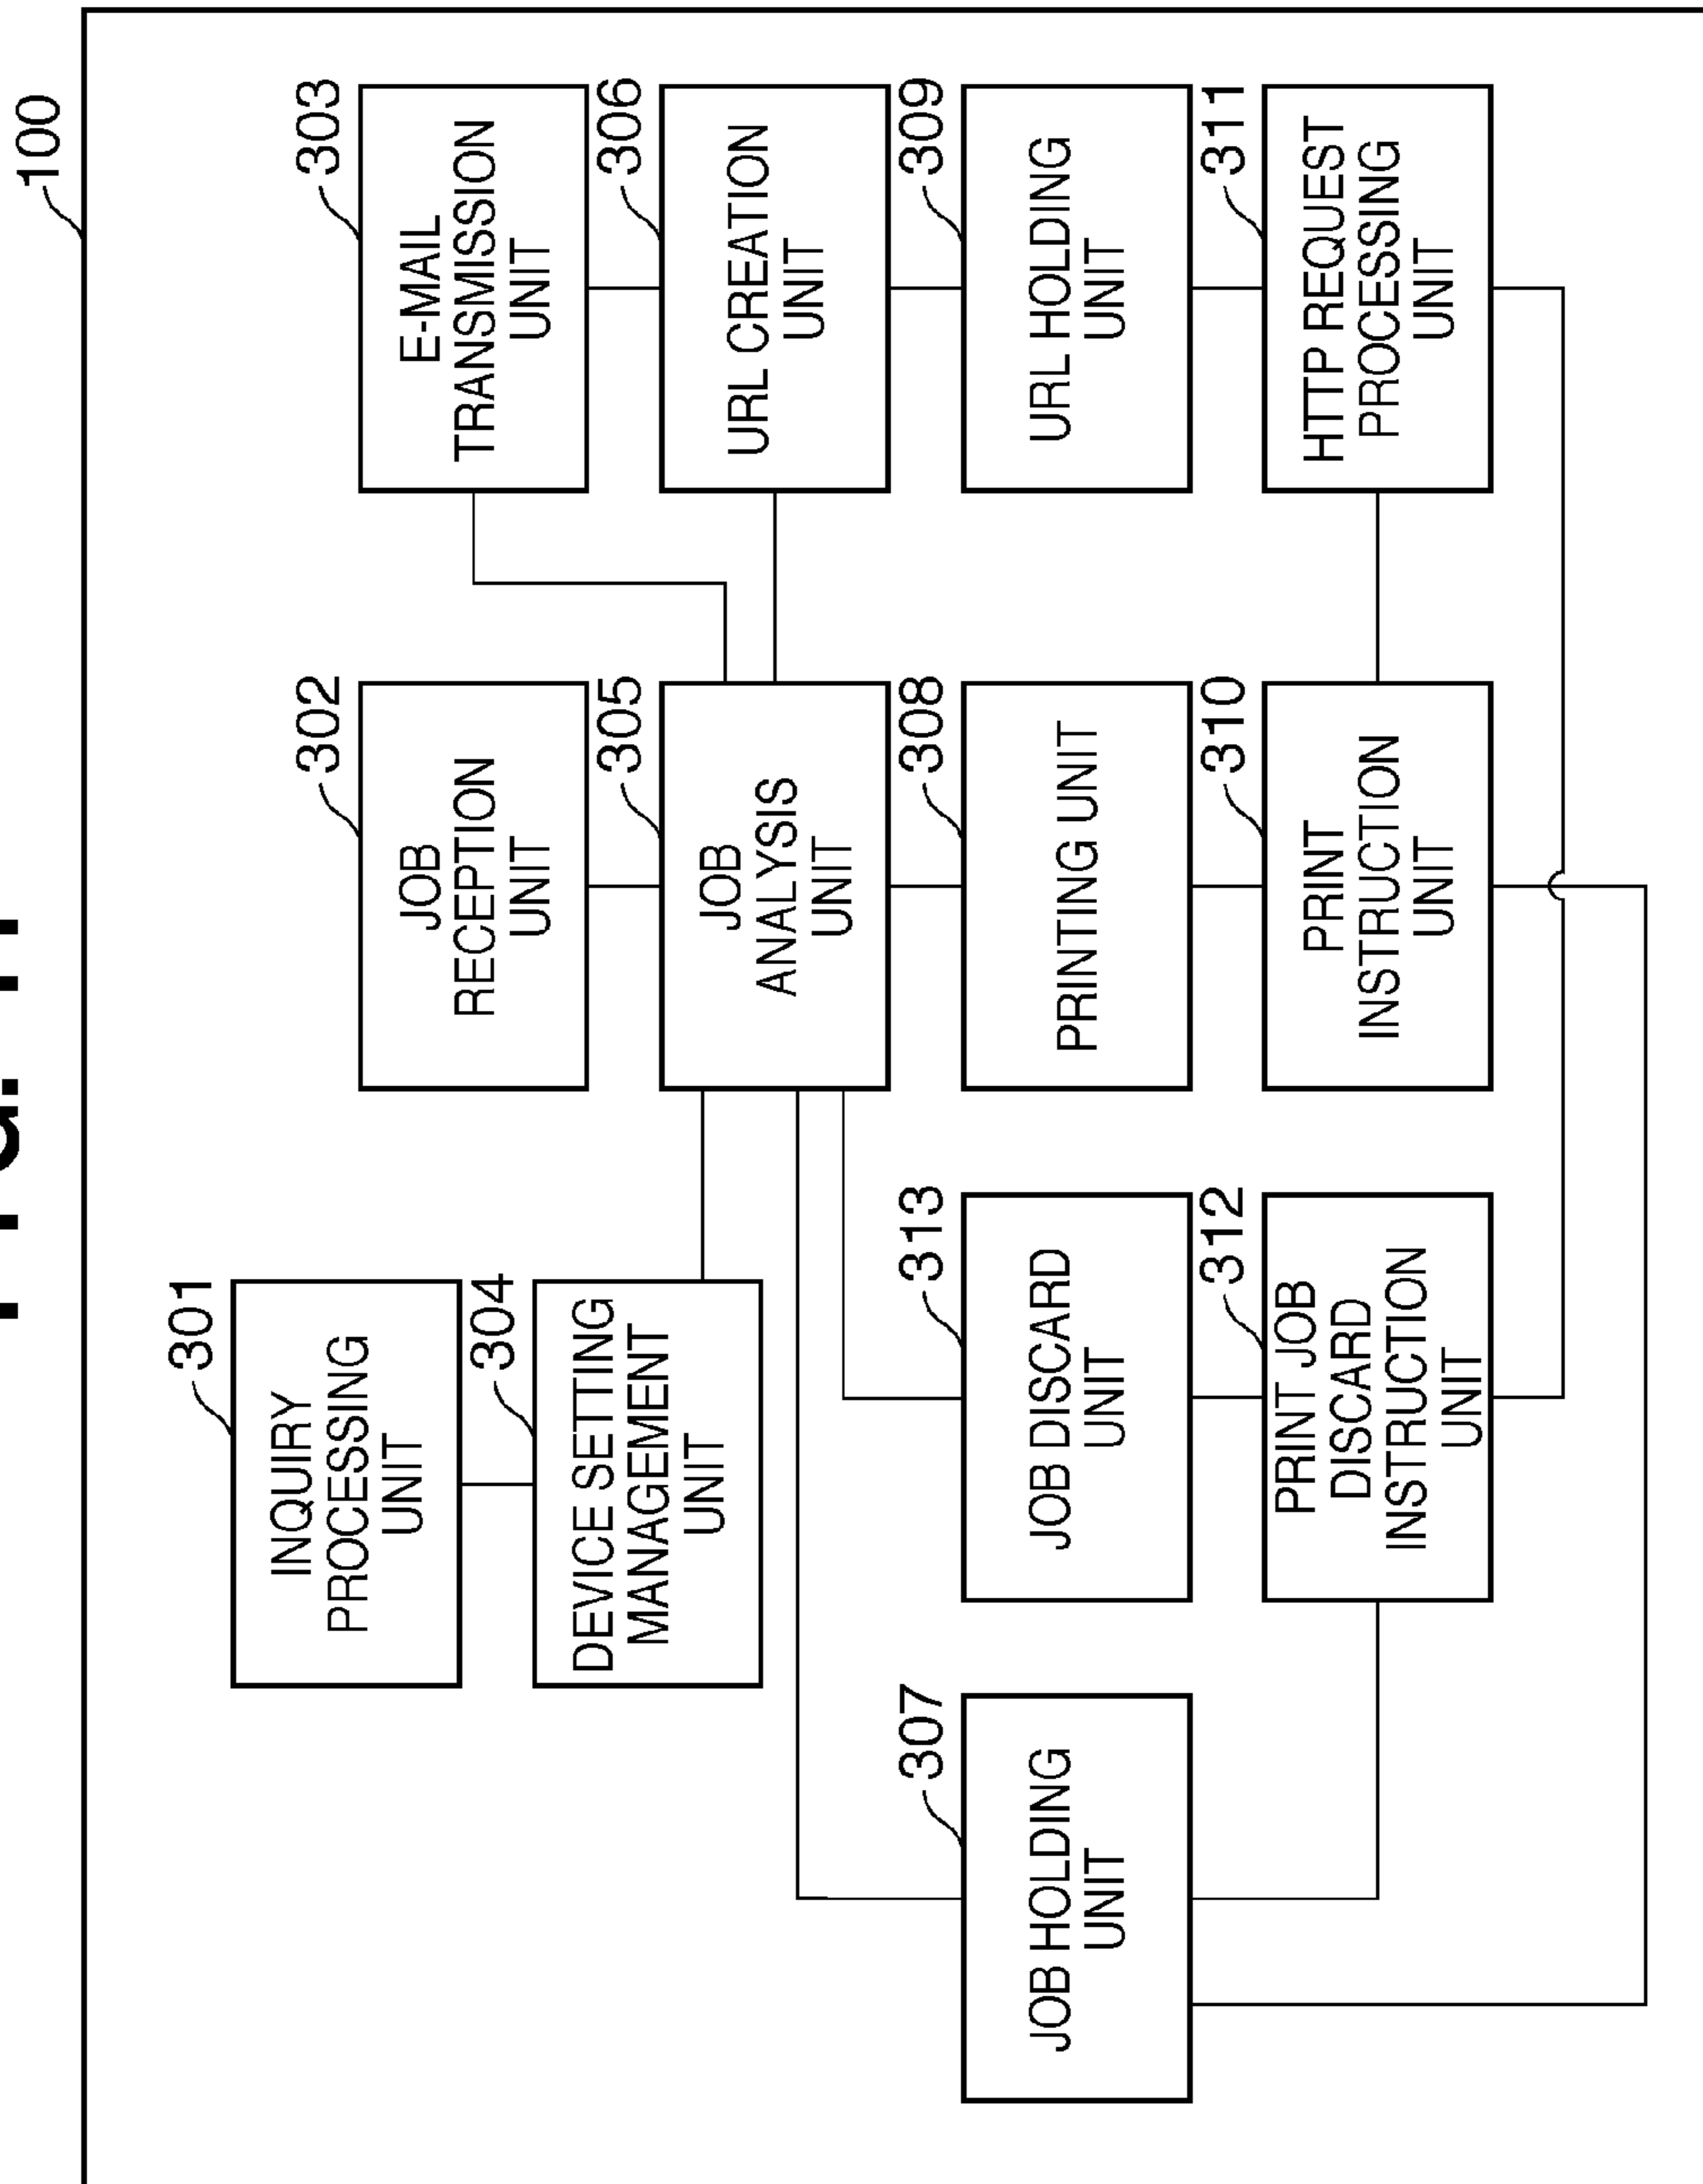 100
301
INQUIRY
PROCESSING
UNIT
302
JOB
RECEPTION
UNIT
303
E-MAIL
TRANSMISSION
UNIT
304
DEVICE SETTING
MANAGEMENT
UNIT
305
JOB
ANALYSIS
UNIT
306
URL CREATION
UNIT
307
JOB HOLDING
UNIT
313
JOB DISCARD
UNIT
308
PRINTING UNIT
309
URL HOLDING
UNIT
312
PRINT JOB
DISCARD
INSTRUCTION
UNIT
310
PRINT
INSTRUCTION
UNIT
311
HTTP REQUEST
PROCESSING
UNIT